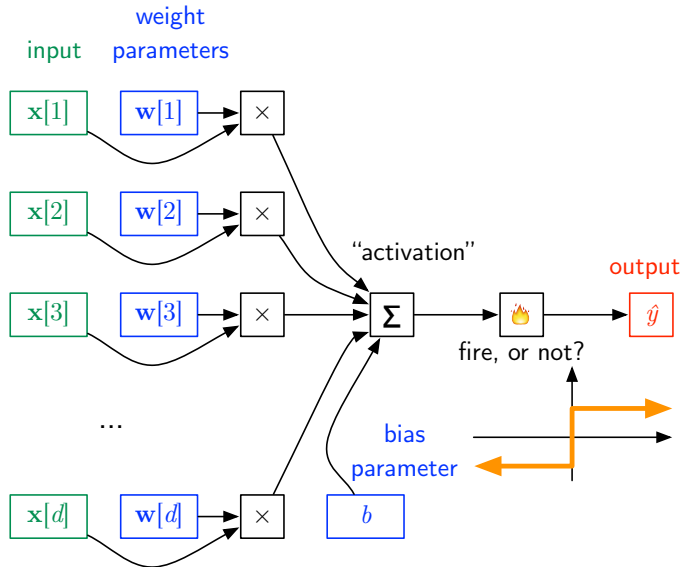 weight
input parameters
x[1] w[1] ×
x[2] w[2] ×
"activation"
output
x[3] w[3] × Σ 🔥 ŷ
fire, or not?
...
bias
parameter
x[d] w[d] × b